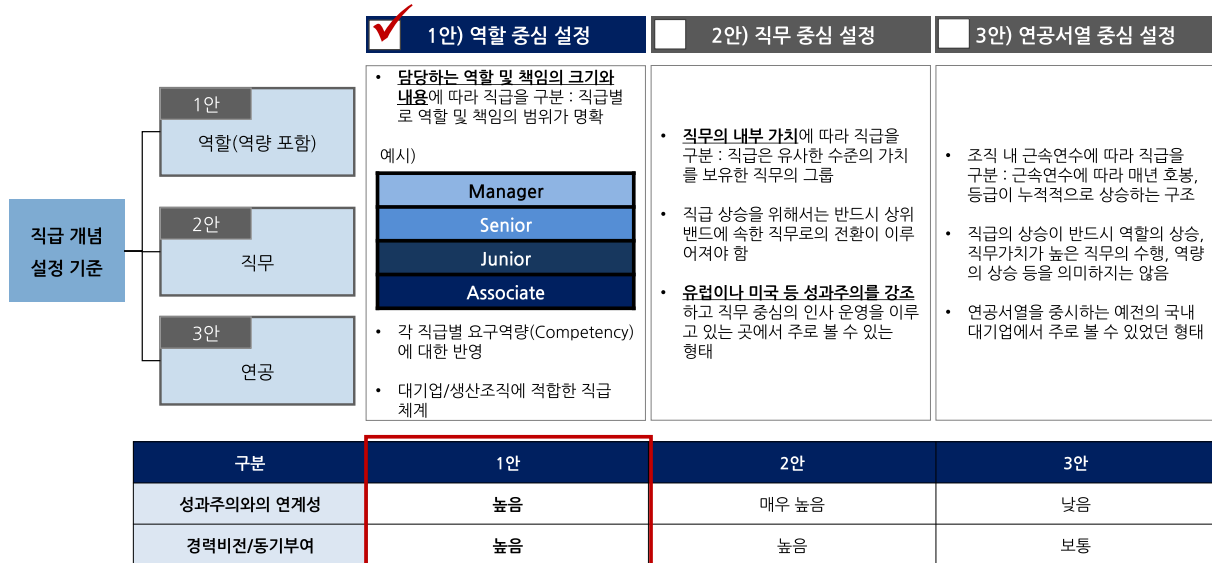 1안) 역할 중심 설정
2안) 직무 중심 설정
3안) 연공서열 중심 설정
직급 개념
설정 기준
1안
역할(역량 포함)
2안
직무
3안
연공
• 담당하는 역할 및 책임의 크기와
내용에 따라 직급을 구분 : 직급별
로 역할 및 책임의 범위가 명확
예시)
Manager
Senior
Junior
Associate
• 각 직급별 요구역량(Competency)
에 대한 반영
• 대기업/생산조직에 적합한 직급
체계
• 직무의 내부 가치에 따라 직급을
구분 : 직급은 유사한 수준의 가치
를 보유한 직무의 그룹
• 직급 상승을 위해서는 반드시 상위
밴드에 속한 직무로의 전환이 이루
어져야 함
• 유럽이나 미국 등 성과주의를 강조
하고 직무 중심의 인사 운영을 이루
고 있는 곳에서 주로 볼 수 있는
형태
• 조직 내 근속연수에 따라 직급을
구분 : 근속연수에 따라 매년 호봉,
등급이 누적적으로 상승하는 구조
• 직급의 상승이 반드시 역할의 상승,
직무가치가 높은 직무의 수행, 역량
의 상승 등을 의미하지는 않음
• 연공서열을 중시하는 예전의 국내
대기업에서 주로 볼 수 있었던 형태
구분 1안 2안 3안
성과주의와의 연계성 높음 매우 높음 낮음
경력비전/동기부여 높음 높음 보통